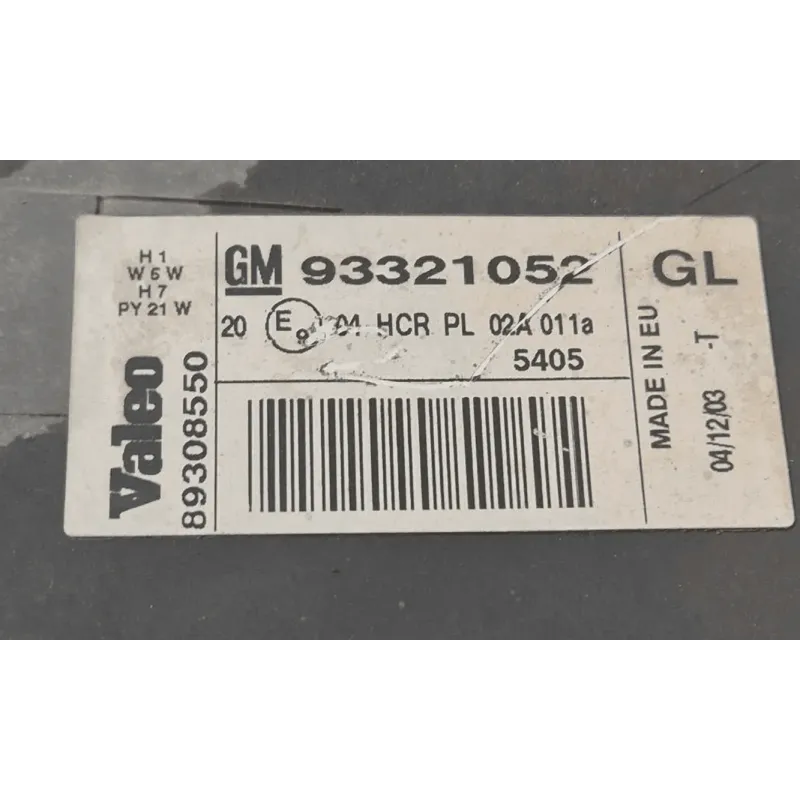 H1
W5W
H7
PY 21 W
Valeo
89308550
GM 93321052
20 E9 04 HCR PL 02A 011a
5405
GL
MADE IN EU
04/12/03 -T